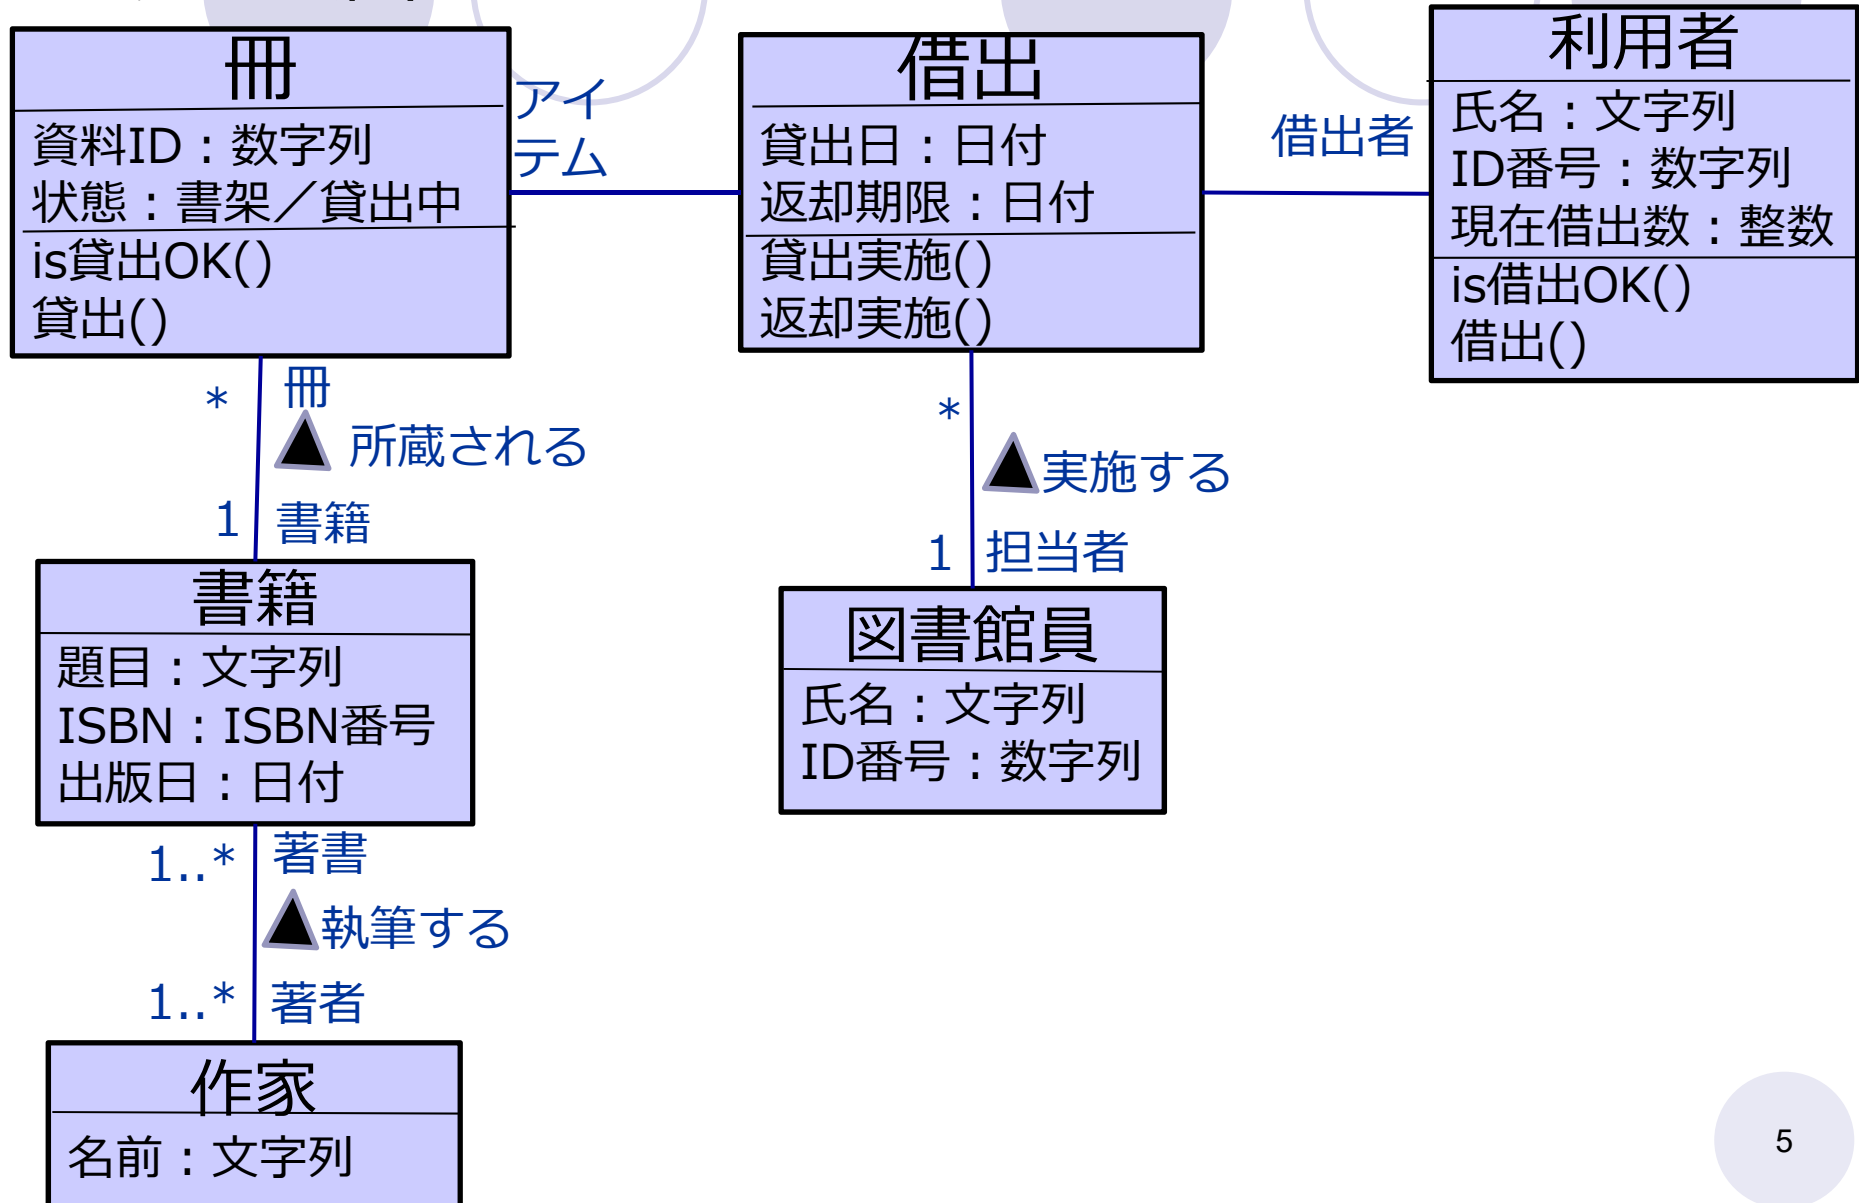 冊
資料ID：数字列
状態：書架／貸出中
is貸出OK()
貸出()
アイ
テム
借出
貸出日：日付
返却期限：日付
貸出実施()
返却実施()
借出者
利用者
氏名：文字列
ID番号：数字列
現在借出数：整数
is借出OK()
借出()
* 冊
▲ 所蔵される
1 書籍
書籍
題目：文字列
ISBN：ISBN番号
出版日：日付
*
▲実施する
1 担当者
図書館員
氏名：文字列
ID番号：数字列
1..* 著書
▲執筆する
1..* 著者
作家
名前：文字列
5